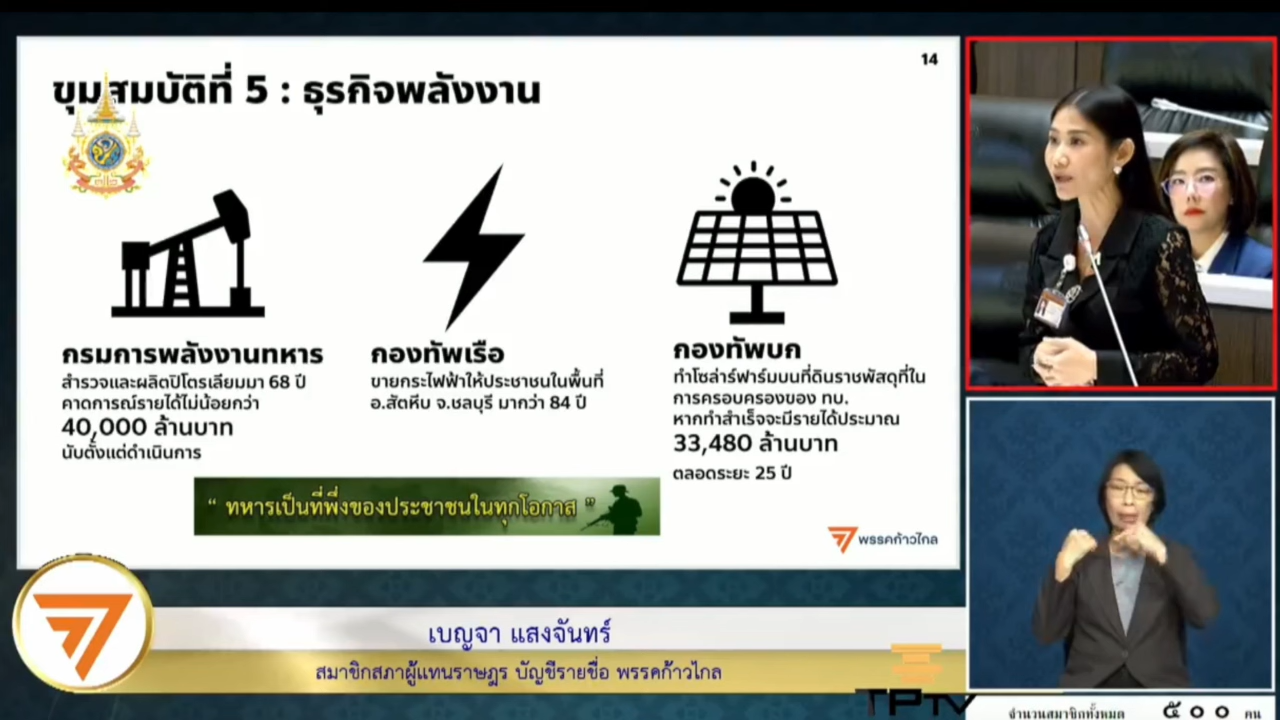 14
ขุมสมบัติที่ 5 : ธุรกิจพลังงาน
กรมการพลังงานทหาร
สำรวจและผลิตปิโตรเลียมมา 68 ปี
คาดการณ์รายได้ไม่น้อยกว่า
40,000 ล้านบาท
นับตั้งแต่ดำเนินการ
กองทัพเรือ
ขายกระไฟฟ้าให้ประชาชนในพื้นที่
อ.สัตหีบ จ.ชลบุรี มากว่า 84 ปี
กองทัพบก
ทำโซล่าร์ฟาร์มบนที่ดินราชพัสดุที่ใน
การครอบครองของ ทบ.
หากทำสำเร็จจะมีรายได้ประมาณ
33,480 ล้านบาท
ตลอดระยะ 25 ปี
“ ทหารเป็นที่พึ่งของประชาชนในทุกโอกาส ”
พรรคก้าวไกล
เบญจา แสงจันทร์
สมาชิกสภาผู้แทนราษฎร บัญชีรายชื่อ พรรคก้าวไกล
TPTV
จำนวนสมาชิกทั้งหมด ๕๐๐ คน